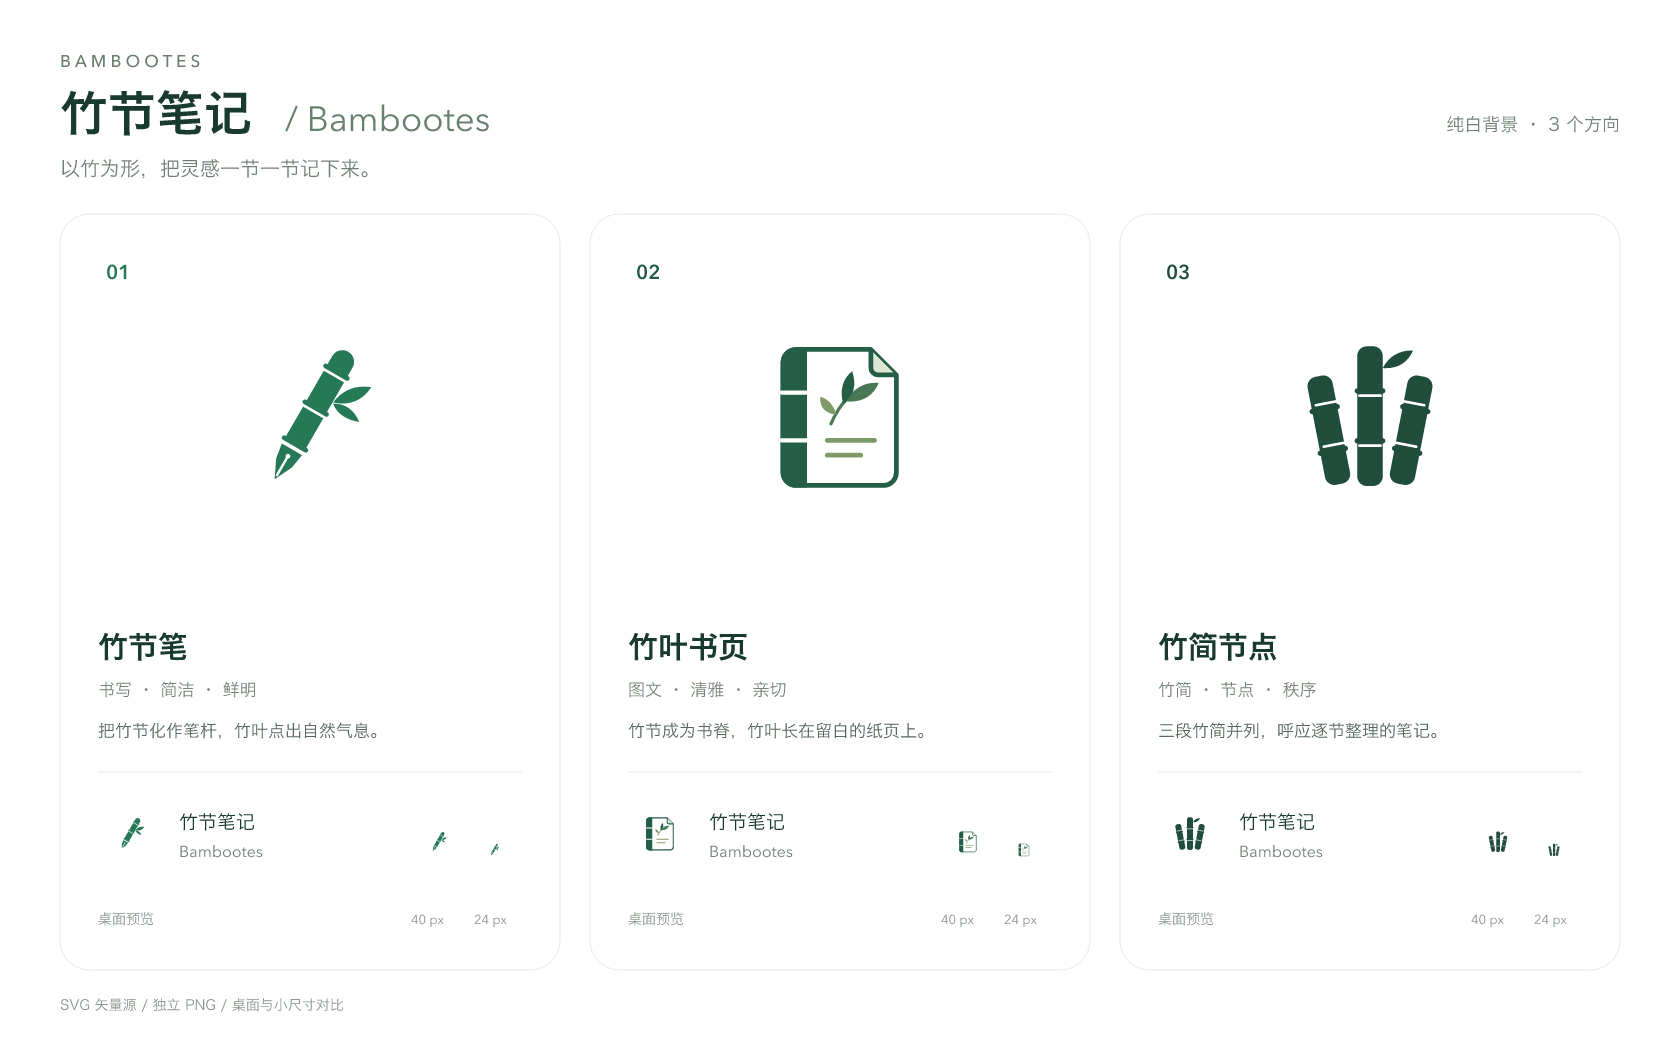 BAMBOOTES
竹节笔记 / Bambootes
纯白背景 · 3 个方向
以竹为形，把灵感一节一节记下来。
01
竹节笔
书写 · 简洁 · 鲜明
把竹节化作笔杆，竹叶点出自然气息。
竹节笔记
Bambootes
桌面预览
40 px
24 px
02
竹叶书页
图文 · 清雅 · 亲切
竹节成为书脊，竹叶长在留白的纸页上。
竹节笔记
Bambootes
桌面预览
40 px
24 px
03
竹简节点
竹简 · 节点 · 秩序
三段竹简并列，呼应逐节整理的笔记。
竹节笔记
Bambootes
桌面预览
40 px
24 px
SVG 矢量源 / 独立 PNG / 桌面与小尺寸对比